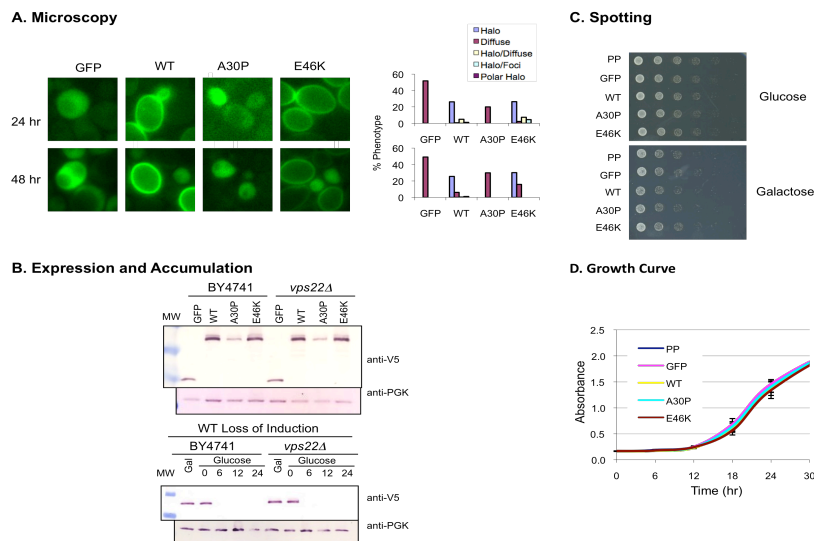 A. Microscopy
GFP WT A30P E46K
24 hr
48 hr
Halo
Diffuse
Halo/Diffuse
Halo/Foci
Polar Halo
% Phenotype
60
40
20
0
GFP WT A30P E46K
60
40
20
0
GFP WT A30P E46K
B. Expression and Accumulation
BY4741 vps22Δ
MW GFP WT A30P E46K GFP WT A30P E46K
anti-V5
anti-PGK
WT Loss of Induction
BY4741 vps22Δ
Glucose Glucose
MW Gal 0 6 12 24 Gal 0 6 12 24
anti-V5
anti-PGK
C. Spotting
PP
GFP
WT
A30P
E46K
Glucose
PP
GFP
WT
A30P
E46K
Galactose
D. Growth Curve
Absorbance
2.5
2.0
1.5
1.0
0.5
0.0
PP
GFP
WT
A30P
E46K
0 6 12 18 24 30
Time (hr)